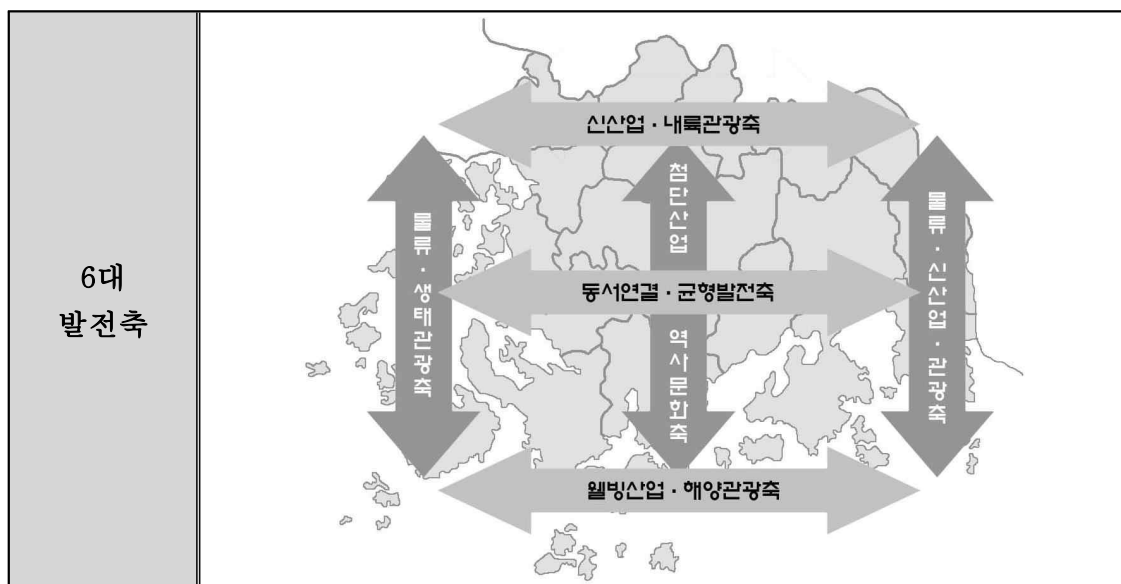 6대
발전축
신산업 · 내륙관광축
첨단산업
물류 · 생태관광축
물류 · 신산업 · 관광축
동서연결 · 균형발전축
역사문화축
웰빙산업 · 해양관광축